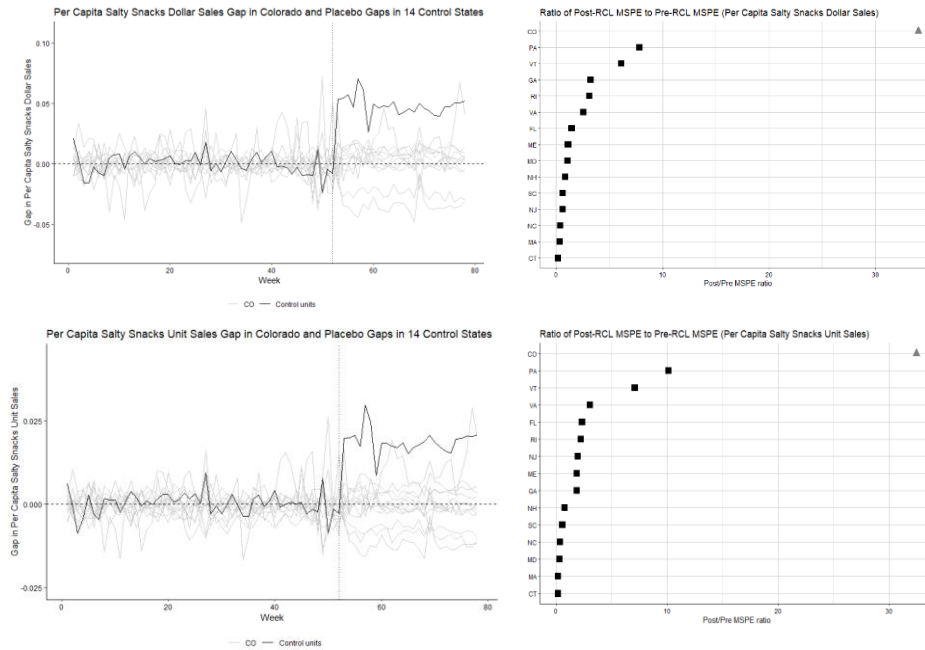 Per Capita Salty Snacks Dollar Sales Gap in Colorado and Placebo Gaps in 14 Control States
Gap in Per Capita Salty Snacks Dollar Sales
0.10
0.05
0.00
-0.05
0
20
40
60
80
Week
CO
Control units
Ratio of Post-RCL MSPE to Pre-RCL MSPE (Per Capita Salty Snacks Dollar Sales)
CO
PA
VT
GA
RI
VA
FL
ME
MD
NH
SC
NJ
NC
MA
CT
0
10
20
30
Post/Pre MSPE ratio
Per Capita Salty Snacks Unit Sales Gap in Colorado and Placebo Gaps in 14 Control States
Gap in Per Capita Salty Snacks Unit Sales
0.025
0.000
-0.025
0
20
40
60
80
Week
CO
Control units
Ratio of Post-RCL MSPE to Pre-RCL MSPE (Per Capita Salty Snacks Unit Sales)
CO
PA
VT
VA
FL
RI
NJ
ME
GA
NH
SC
NC
MD
MA
CT
0
10
20
30
Post/Pre MSPE ratio